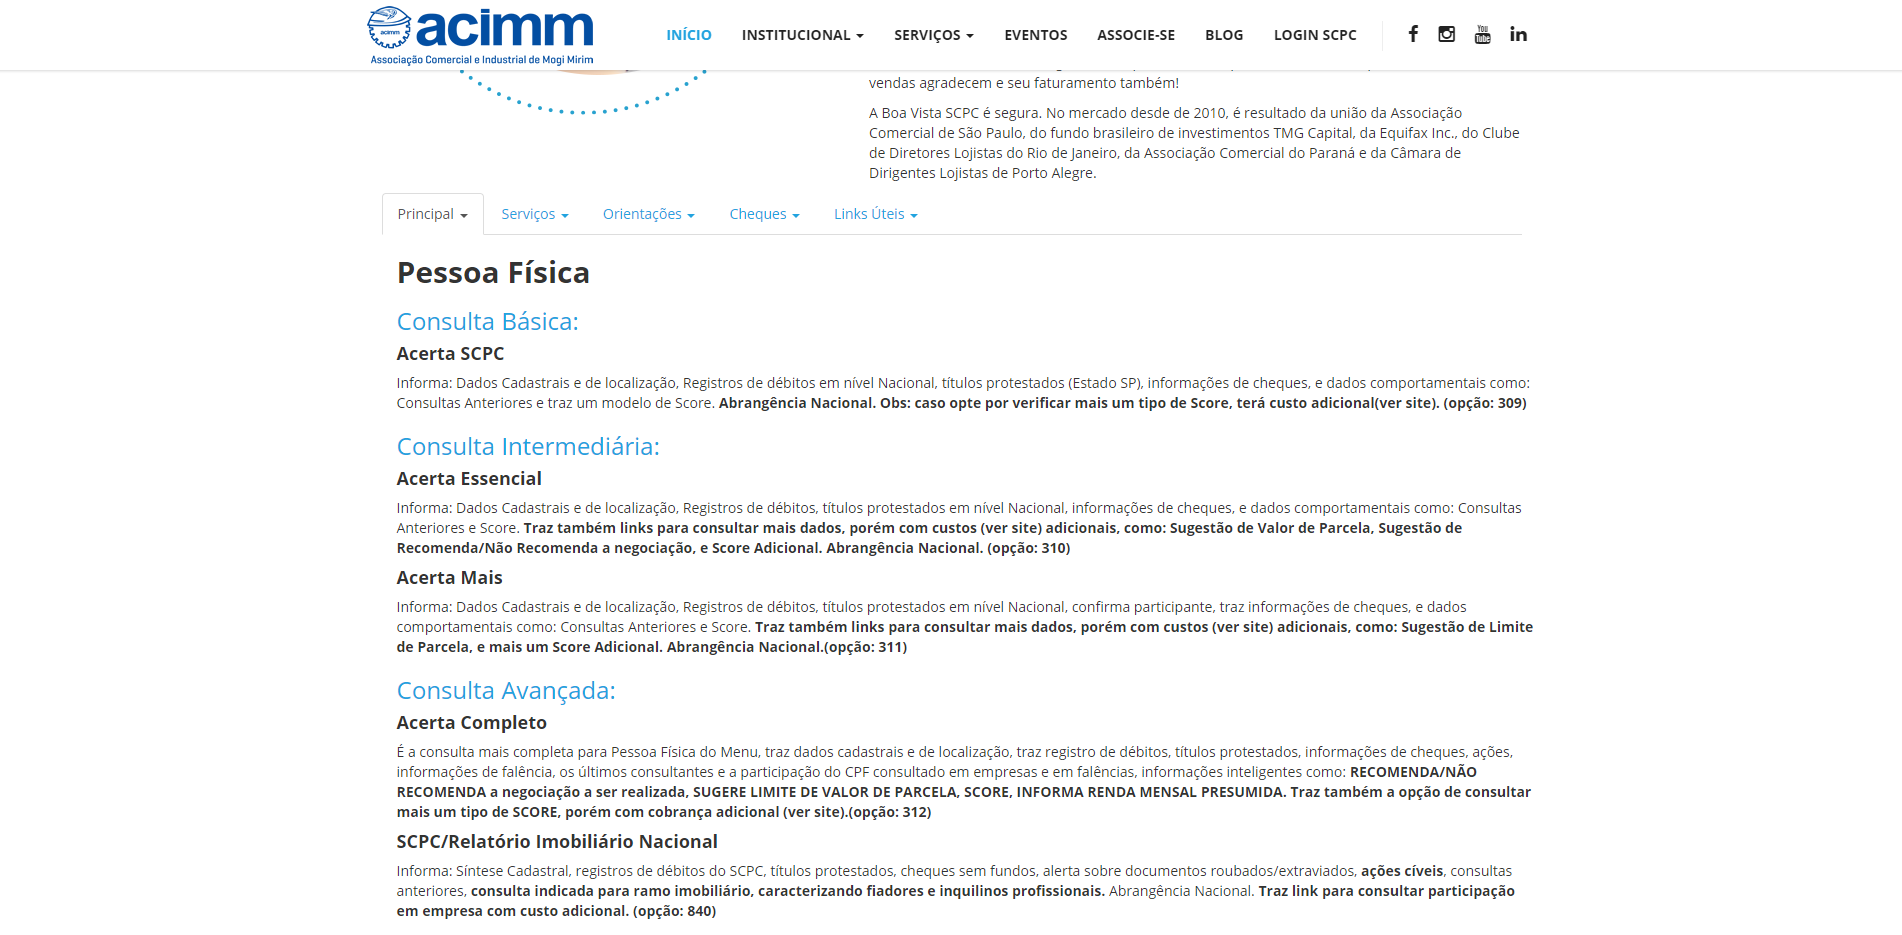 acimm
acimm
Associação Comercial e Industrial de Mogi Mirim
INÍCIO INSTITUCIONAL SERVIÇOS EVENTOS ASSOCIE-SE BLOG LOGIN SCPC
vendas agradecem e seu faturamento também!
A Boa Vista SCPC é segura. No mercado desde de 2010, é resultado da união da Associação
Comercial de São Paulo, do fundo brasileiro de investimentos TMG Capital, da Equifax Inc., do Clube
de Diretores Lojistas do Rio de Janeiro, da Associação Comercial do Paraná e da Câmara de
Dirigentes Lojistas de Porto Alegre.
Principal Serviços Orientações Cheques Links Úteis
Pessoa Física
Consulta Básica:
Acerta SCPC
Informa: Dados Cadastrais e de localização, Registros de débitos em nível Nacional, títulos protestados (Estado SP), informações de cheques, e dados comportamentais como:
Consultas Anteriores e traz um modelo de Score. Abrangência Nacional. Obs: caso opte por verificar mais um tipo de Score, terá custo adicional(ver site). (opção: 309)
Consulta Intermediária:
Acerta Essencial
Informa: Dados Cadastrais e de localização, Registros de débitos, títulos protestados em nível Nacional, informações de cheques, e dados comportamentais como: Consultas
Anteriores e Score. Traz também links para consultar mais dados, porém com custos (ver site) adicionais, como: Sugestão de Valor de Parcela, Sugestão de
Recomenda/Não Recomenda a negociação, e Score Adicional. Abrangência Nacional. (opção: 310)
Acerta Mais
Informa: Dados Cadastrais e de localização, Registros de débitos, títulos protestados em nível Nacional, confirma participante, traz informações de cheques, e dados
comportamentais como: Consultas Anteriores e Score. Traz também links para consultar mais dados, porém com custos (ver site) adicionais, como: Sugestão de Limite
de Parcela, e mais um Score Adicional. Abrangência Nacional.(opção: 311)
Consulta Avançada:
Acerta Completo
É a consulta mais completa para Pessoa Física do Menu, traz dados cadastrais e de localização, traz registro de débitos, títulos protestados, informações de cheques, ações,
informações de falência, os últimos consultantes e a participação do CPF consultado em empresas e em falências, informações inteligentes como: RECOMENDA/NÃO
RECOMENDA a negociação a ser realizada, SUGERE LIMITE DE VALOR DE PARCELA, SCORE, INFORMA RENDA MENSAL PRESUMIDA. Traz também a opção de consultar
mais um tipo de SCORE, porém com cobrança adicional (ver site).(opção: 312)
SCPC/Relatório Imobiliário Nacional
Informa: Síntese Cadastral, registros de débitos do SCPC, títulos protestados, cheques sem fundos, alerta sobre documentos roubados/extraviados, ações cíveis, consultas
anteriores, consulta indicada para ramo imobiliário, caracterizando fiadores e inquilinos profissionais. Abrangência Nacional. Traz link para consultar participação
em empresa com custo adicional. (opção: 840)